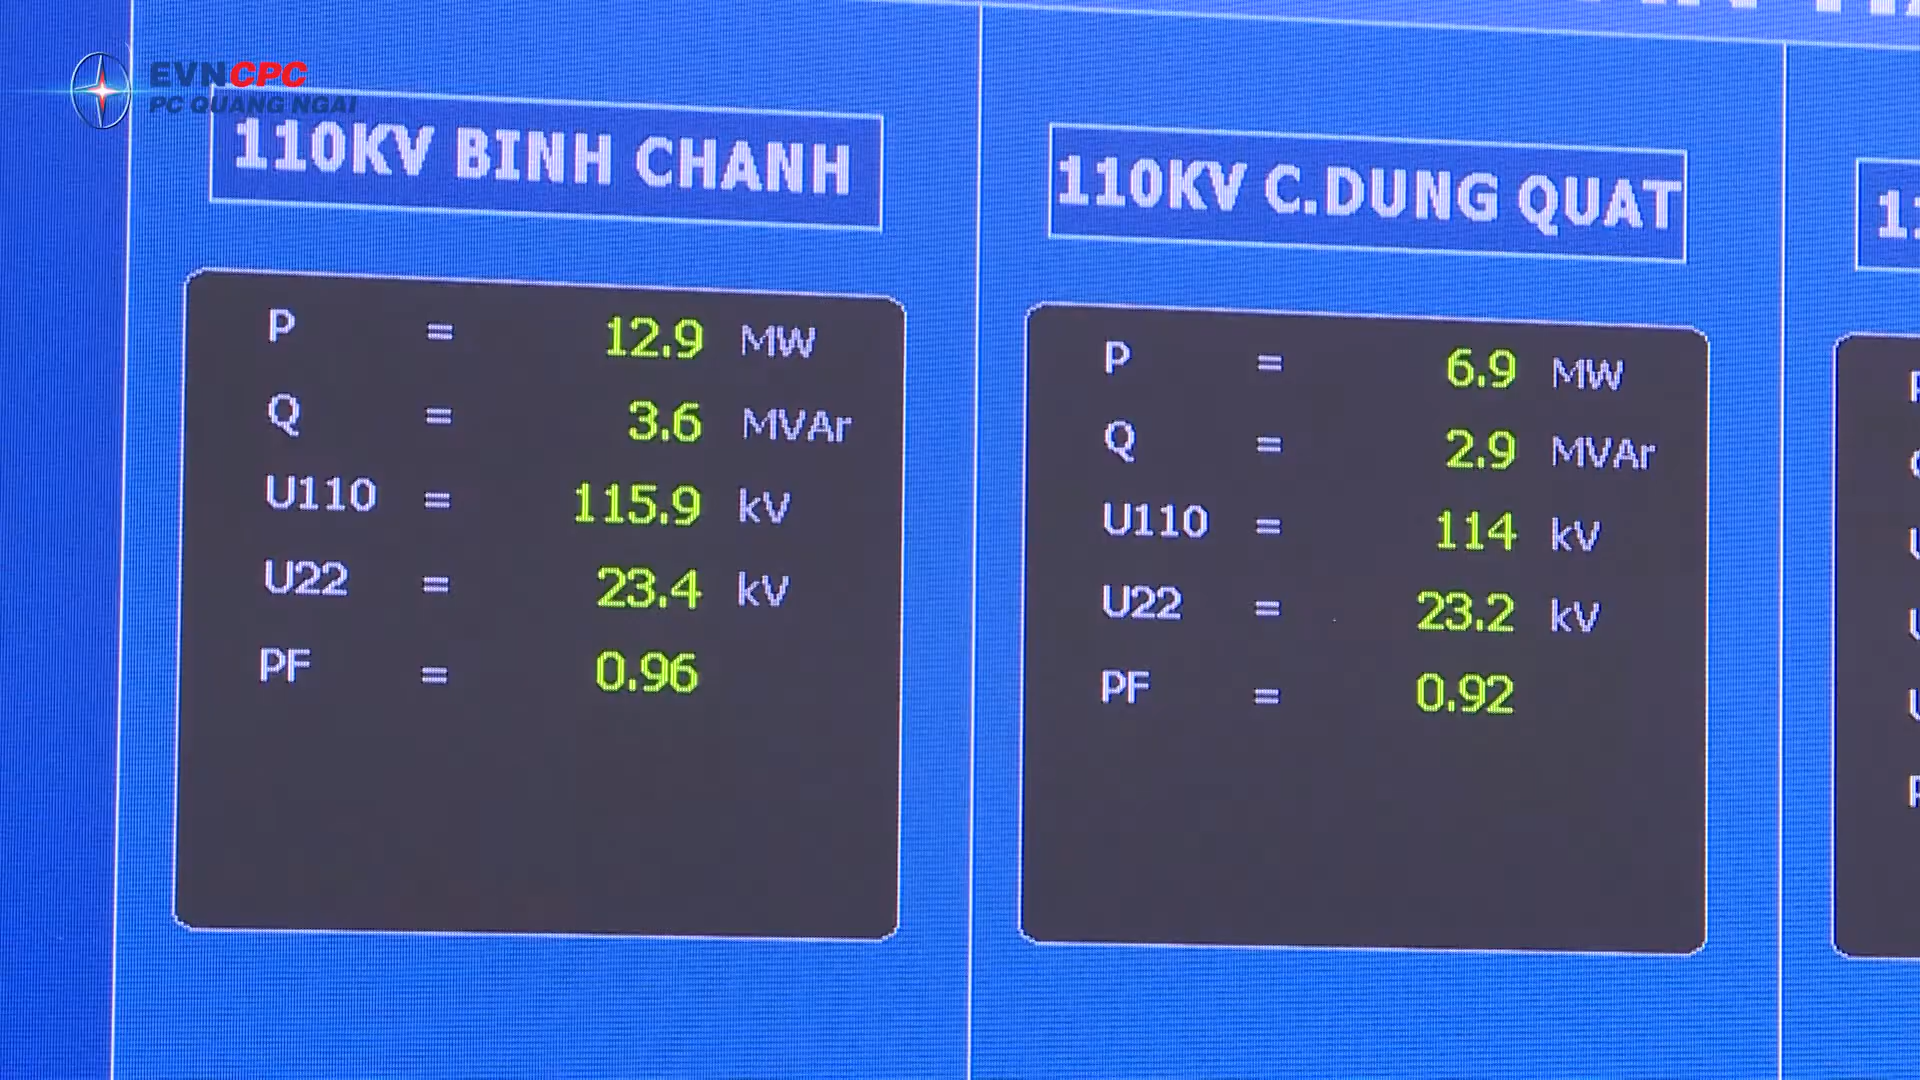 EVNCPC
PC QUANG NGAI
110KV BINH CHANH
P = 12.9 MW
Q = 3.6 MVAr
U110 = 115.9 kV
U22 = 23.4 kV
PF = 0.96
110KV C.DUNG QUAT
P = 6.9 MW
Q = 2.9 MVAr
U110 = 114 kV
U22 = 23.2 kV
PF = 0.92